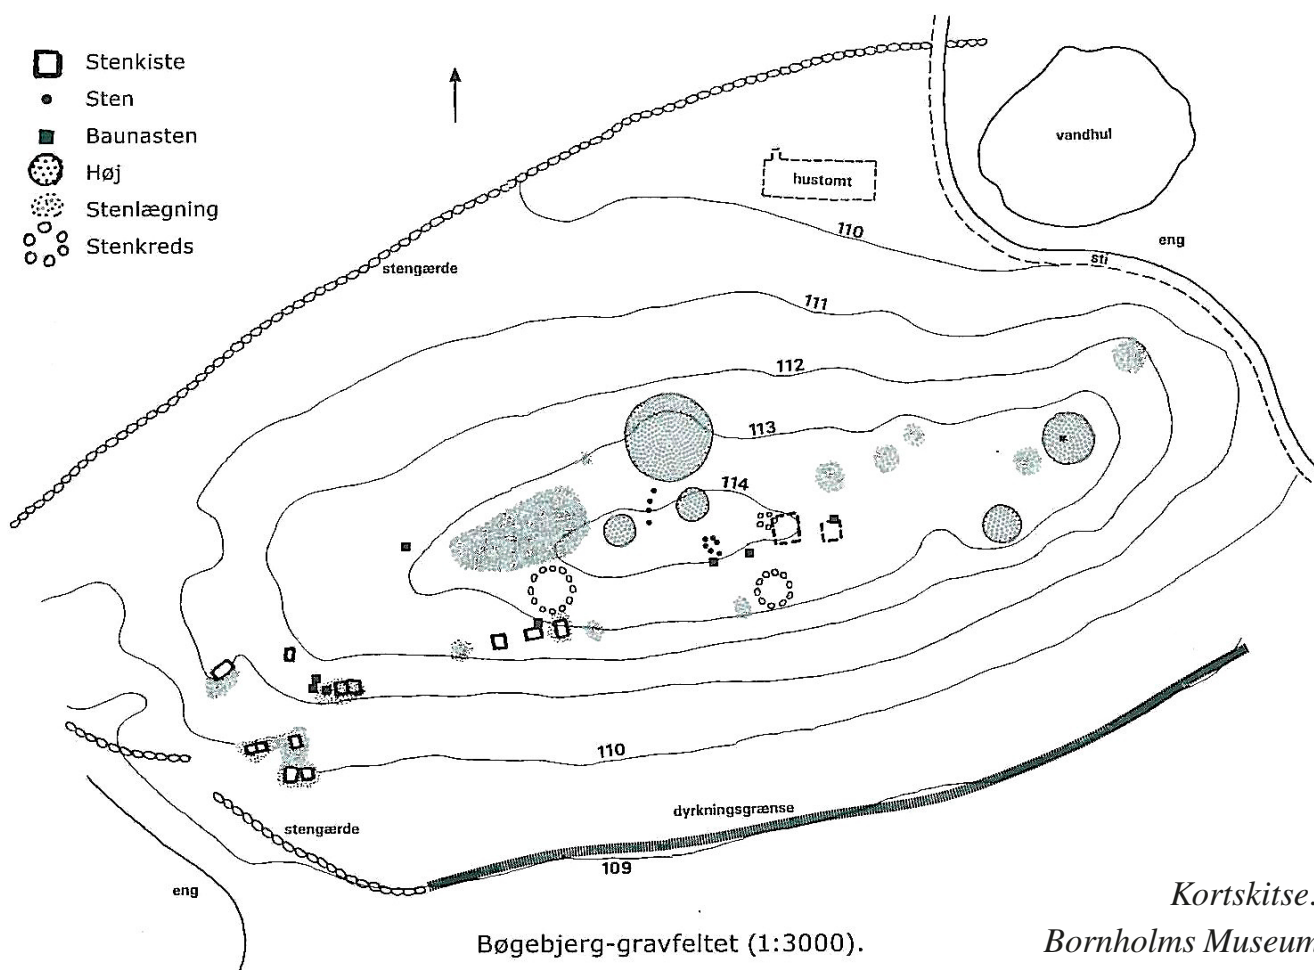 Stenkiste
Sten
Baunasten
Høj
Stenlægning
Stenkreds
vandhul
hustomt
110
eng
sti
stengærde
111
112
113
114
110
dyrkningsgrænse
stengærde
109
eng
Kortskitse.
Bøgebjerg-gravfeltet (1:3000).
Bornholms Museum